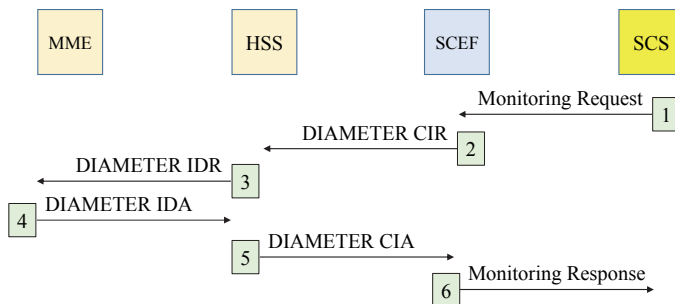 MME HSS SCEF SCS
Monitoring Request
1
DIAMETER CIR
2
DIAMETER IDR
3
DIAMETER IDA
4
DIAMETER CIA
5
Monitoring Response
6